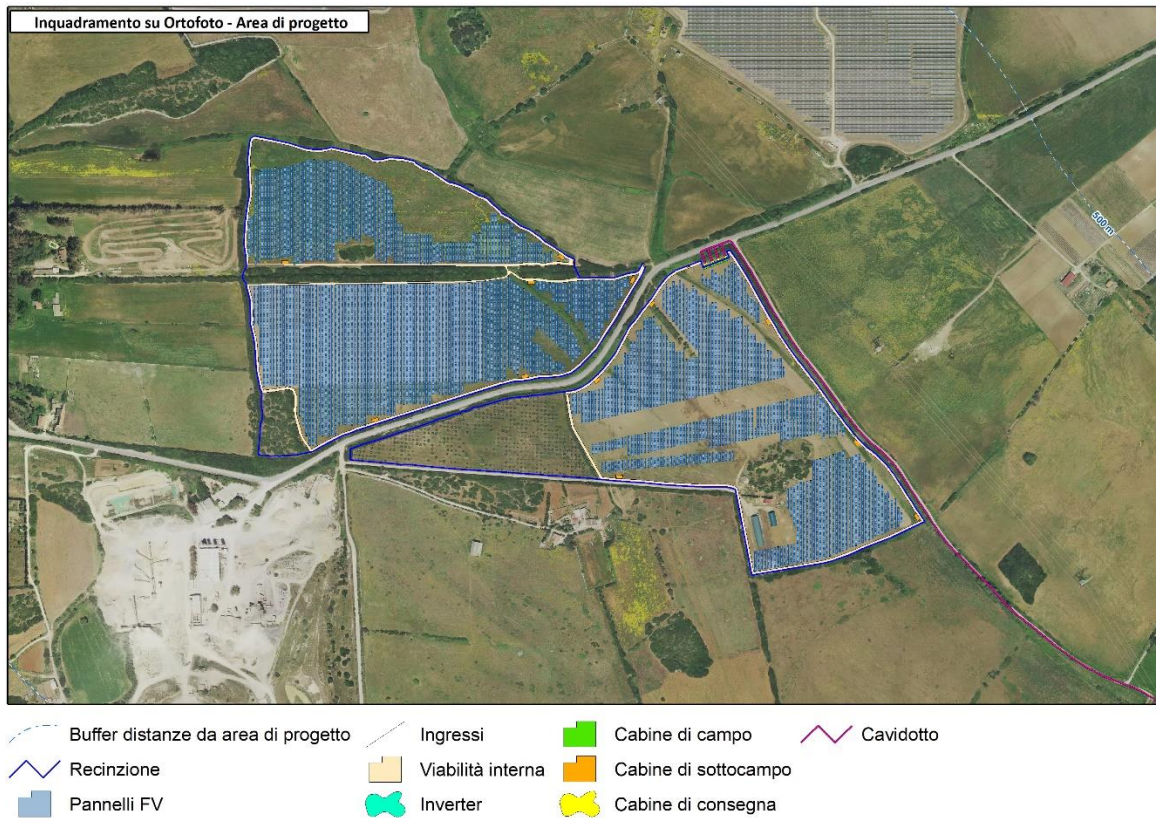 Inquadramento su Ortofoto - Area di progetto
500 m
Buffer distanze da area di progetto
Recinzione
Pannelli FV
Ingressi
Viabilità interna
Inverter
Cabine di campo
Cabine di sottocampo
Cabine di consegna
Cavidotto